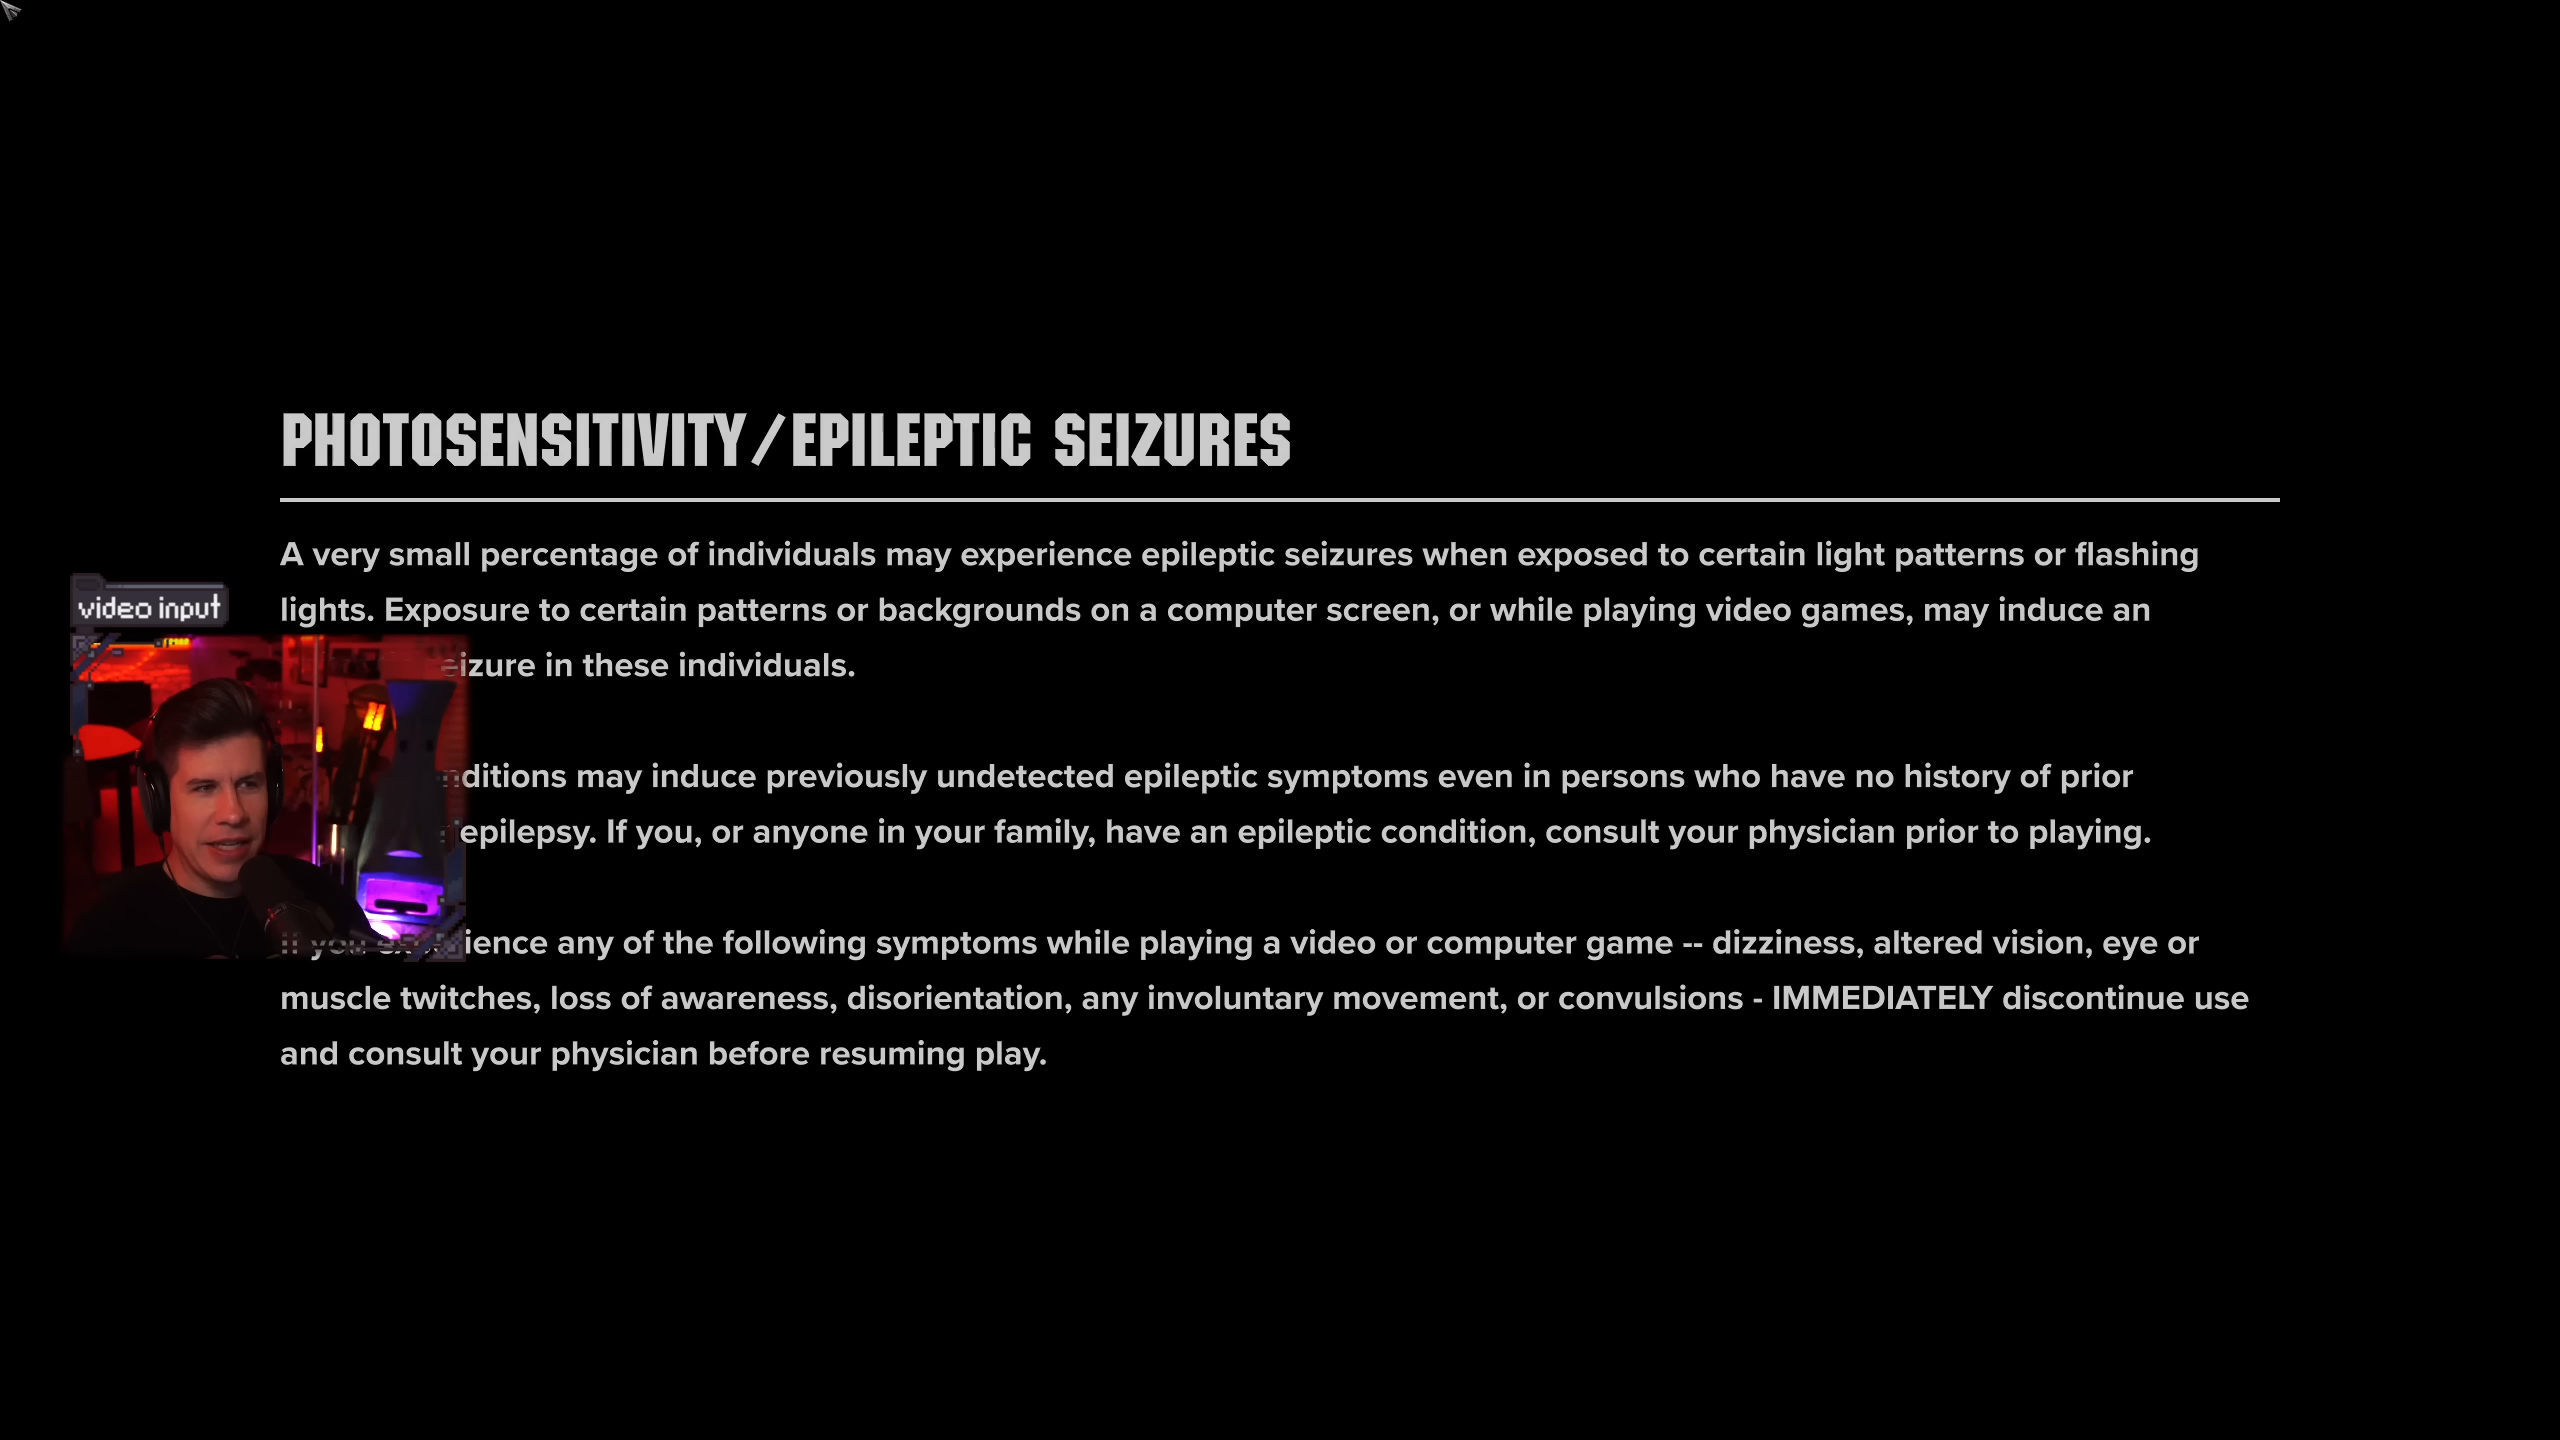 PHOTOSENSITIVITY/EPILEPTIC SEIZURES
A very small percentage of individuals may experience epileptic seizures when exposed to certain light patterns or flashing
lights. Exposure to certain patterns or backgrounds on a computer screen, or while playing video games, may induce an
video input
in these individuals.
may induce previously undetected epileptic symptoms even in persons who have no history of prior
epilepsy. If you, or anyone in your family, have an epileptic condition, consult your physician prior to playing.
If you any of the following symptoms while playing a video or computer game -- dizziness, altered vision, eye or
muscle twitches, loss of awareness, disorientation, any involuntary movement, or convulsions - IMMEDIATELY discontinue use
and consult your physician before resuming play.